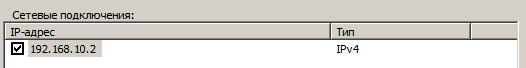 Сетевые подключения:
IP-адрес Тип
192.168.10.2 IPv4